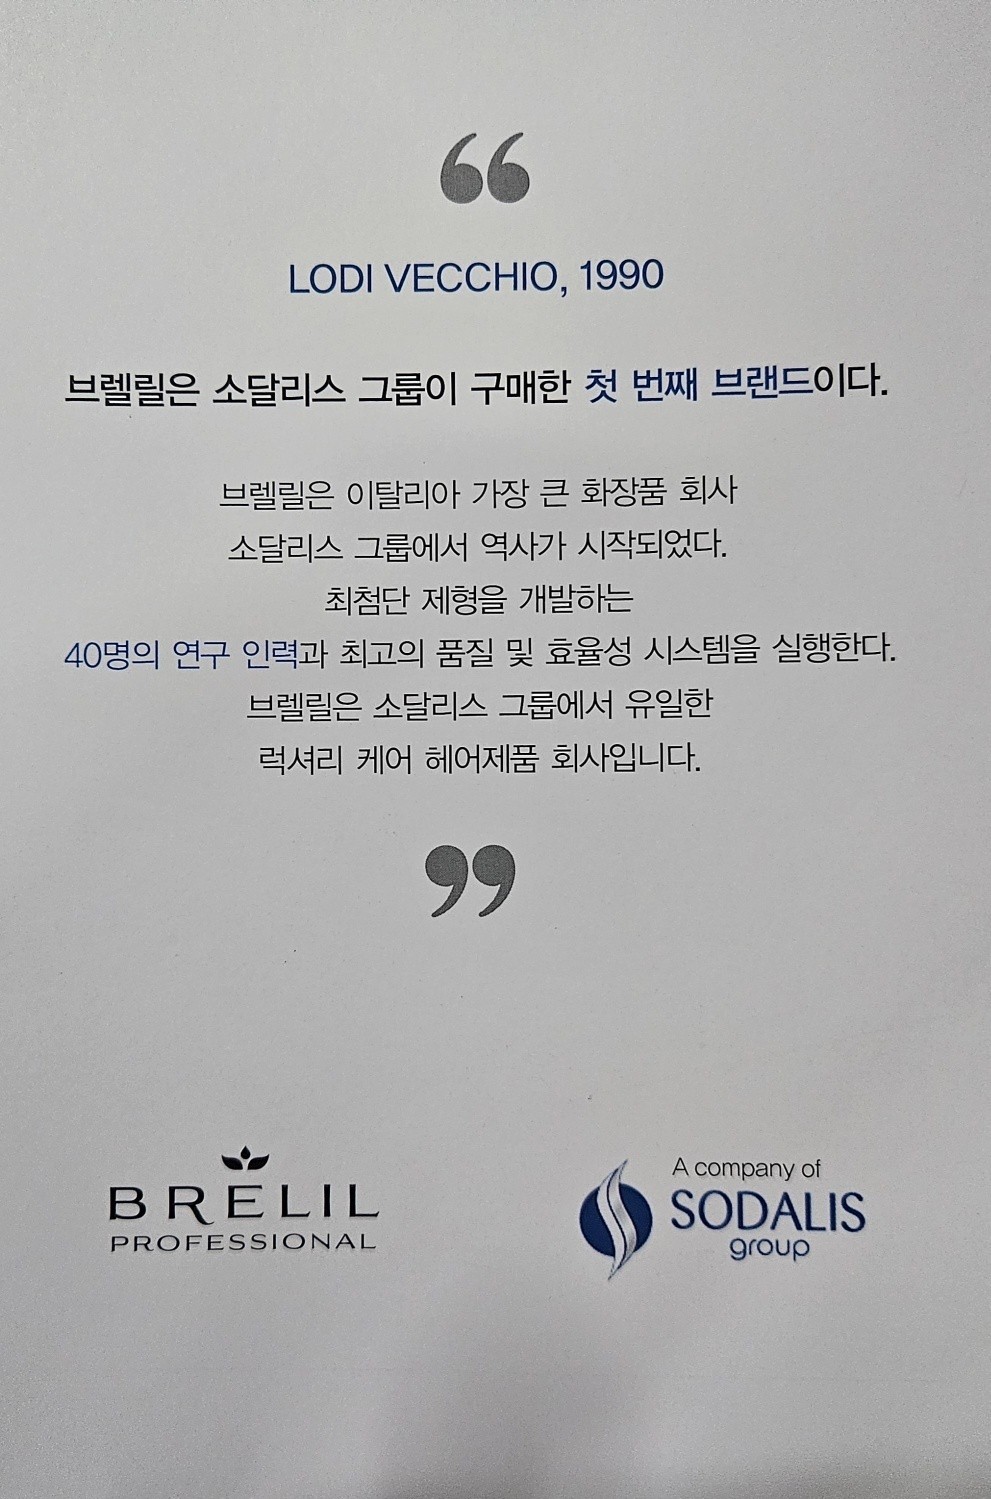 “
LODI VECCHIO, 1990
브렐릴은 소달리스 그룹이 구매한 첫 번째 브랜드이다.
브렐릴은 이탈리아 가장 큰 화장품 회사
소달리스 그룹에서 역사가 시작되었다.
최첨단 제형을 개발하는
40명의 연구 인력과 최고의 품질 및 효율성 시스템을 실행한다.
브렐릴은 소달리스 그룹에서 유일한
럭셔리 케어 헤어제품 회사입니다.
”
BRELIL
PROFESSIONAL
A company of
SODALIS
group